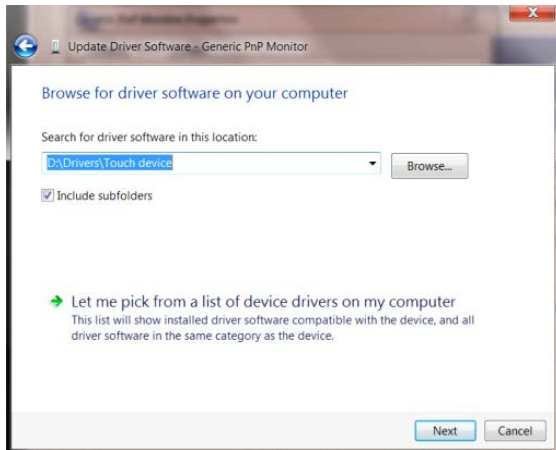 Update Driver Software - Generic PnP Monitor
Browse for driver software on your computer
Search for driver software in this location:
D:\Drivers\Touch device
Browse...
Include subfolders
Let me pick from a list of device drivers on my computer
This list will show installed driver software compatible with the device, and all
driver software in the same category as the device.
Next
Cancel